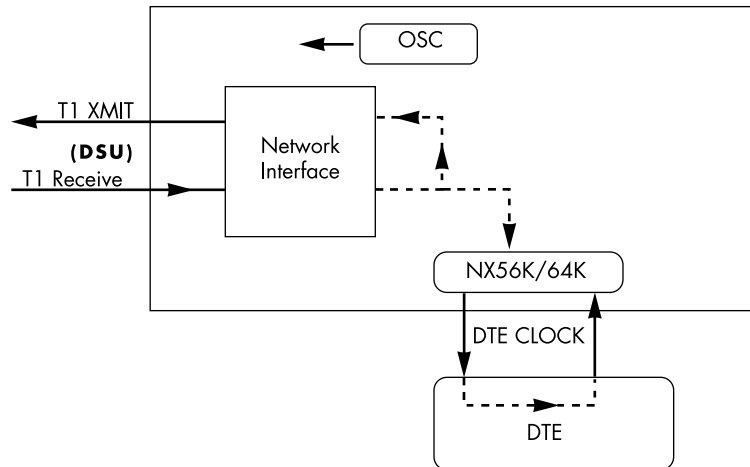 OSC
T1 XMIT
(DSU)
T1 Receive
Network
Interface
NX56K/64K
DTE CLOCK
DTE